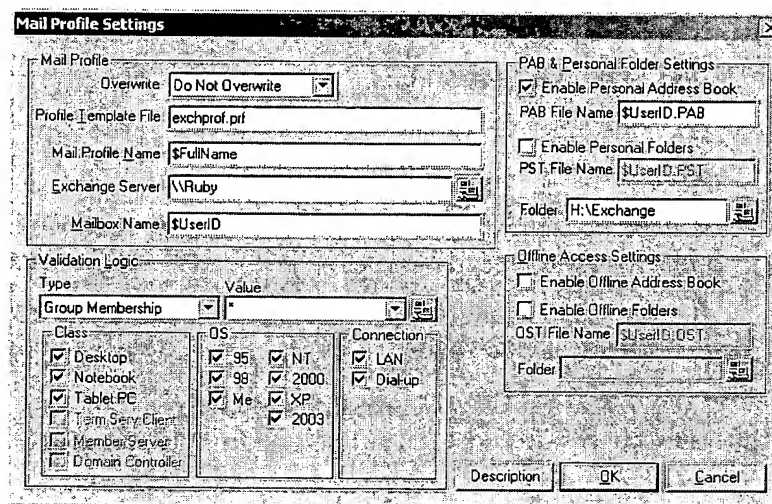 Mail Profile Settings
Mail Profile
Overwrite Do Not Overwrite
Profile Template File exchprof.prf
Mail Profile Name $FullName
Exchange Server \\Ruby
Mailbox Name $UserID
PAB & Personal Folder Settings
Enable Personal Address Book
PAB File Name $UserID.PAB
Enable Personal Folders
PST File Name $UserID.PST
Folder H:\Exchange
Validation Logic
Type Value
Group Membership *
Class
Desktop
Notebook
Tablet PC
Term Serv Client
Member Server
Domain Controller
OS
95 NT
98 2000
Me XP
2003
Connection
LAN
Dial-up
Offline Access Settings
Enable Offline Address Book
Enable Offline Folders
OST File Name $UserID.OST
Folder
Description OK Cancel